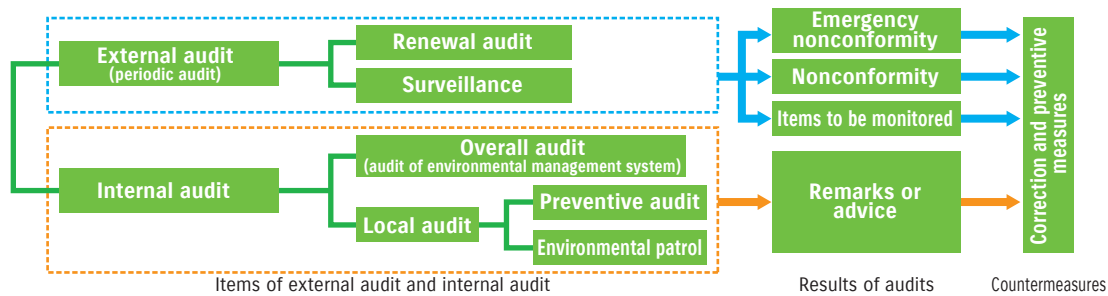 External audit
(periodic audit)
Renewal audit
Surveillance
Internal audit
Overall audit
(audit of environmental management system)
Local audit
Preventive audit
Environmental patrol
Emergency
nonconformity
Nonconformity
Items to be monitored
Remarks or
advice
Correction and preventive
measures
Items of external audit and internal audit
Results of audits
Countermeasures